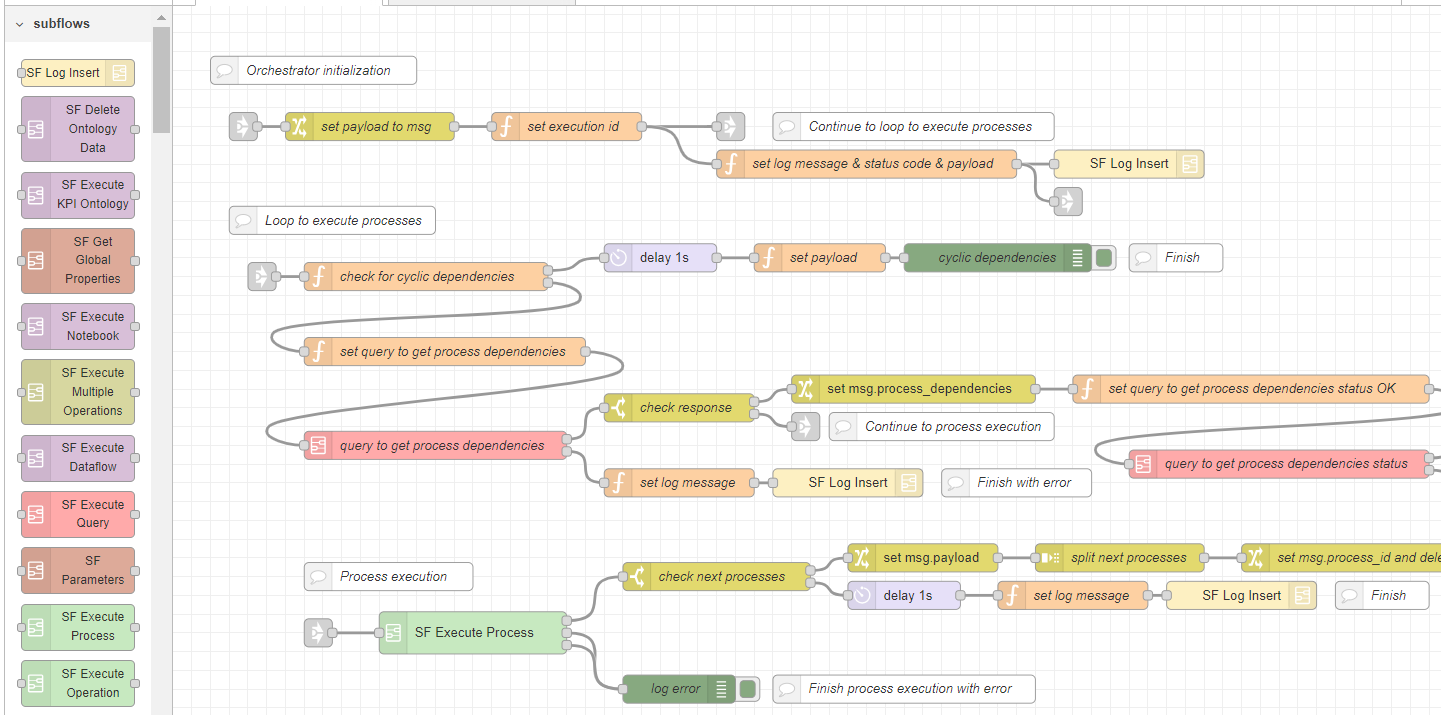 subflows
SF Log Insert
SF Delete
Ontology
Data
SF Execute
KPI Ontology
SF Get
Global
Properties
SF Execute
Notebook
SF Execute
Multiple
Operations
SF Execute
Dataflow
SF Execute
Query
SF
Parameters
SF Execute
Process
SF Execute
Operation
Orchestrator initialization
set payload to msg
set execution id
Continue to loop to execute processes
set log message & status code & payload
SF Log Insert
Loop to execute processes
check for cyclic dependencies
delay 1s
set payload
cyclic dependencies
Finish
set query to get process dependencies
query to get process dependencies
check response
set msg.process_dependencies
set query to get process dependencies status OK
Continue to process execution
query to get process dependencies status
set log message
SF Log Insert
Finish with error
Process execution
SF Execute Process
check next processes
set msg.payload
split next processes
set msg.process_id and dele
delay 1s
set log message
SF Log Insert
Finish
log error
Finish process execution with error